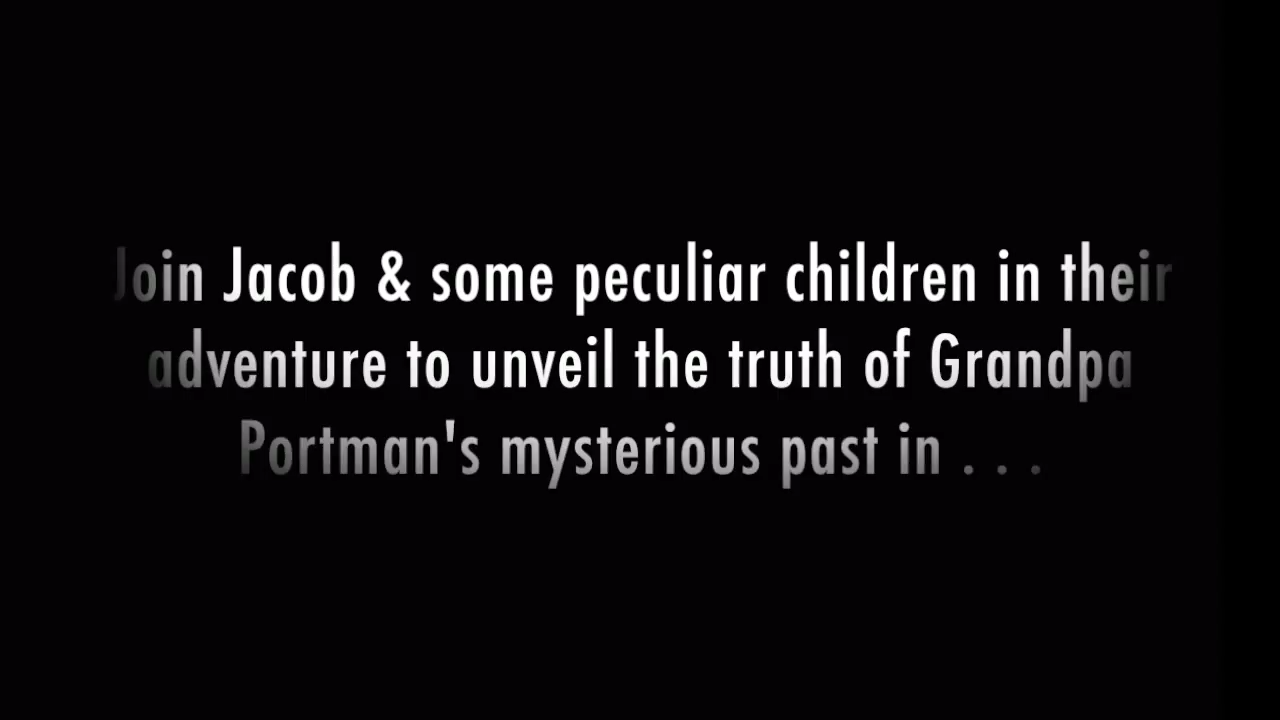 Join Jacob & some peculiar children in their
adventure to unveil the truth of Grandpa
Portman's mysterious past in . . .